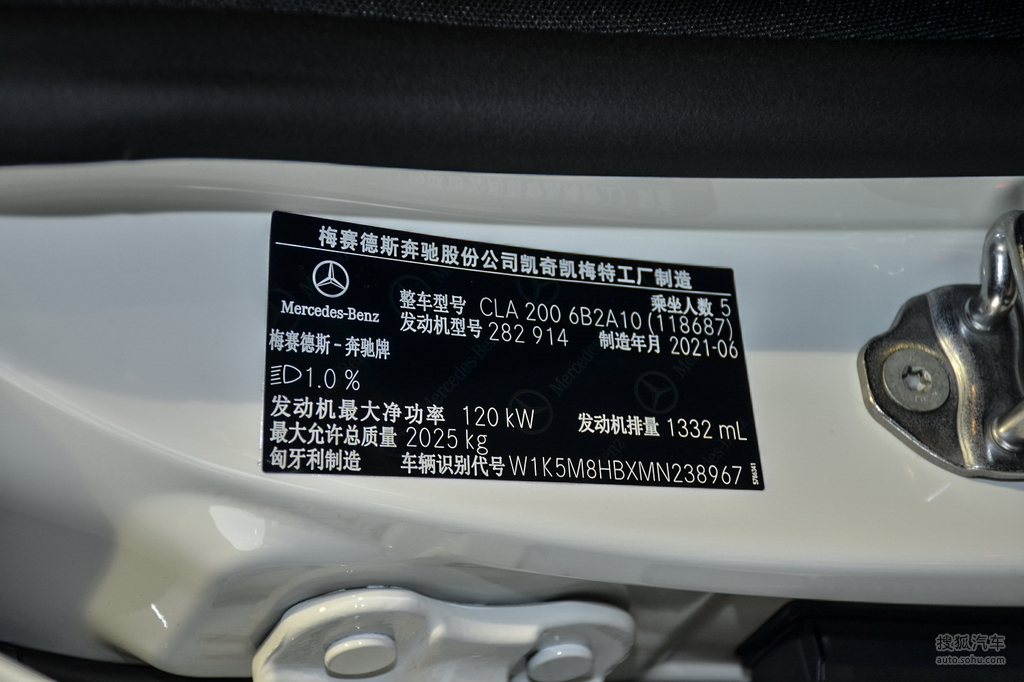 梅赛德斯奔驰股份公司凯奇凯梅特工厂制造
Mercedes-Benz
乘坐人数 5
整车型号 CLA 200 6B2A10 (118687)
发动机型号 282 914
制造年月 2021-06
梅赛德斯-奔驰牌
1.0 %
发动机最大净功率 120 kW
发动机排量 1332 mL
最大允许总质量 2025 kg
匈牙利制造
车辆识别代号 W1K5M8HBXMN238967
搜狐汽车
auto.sohu.com